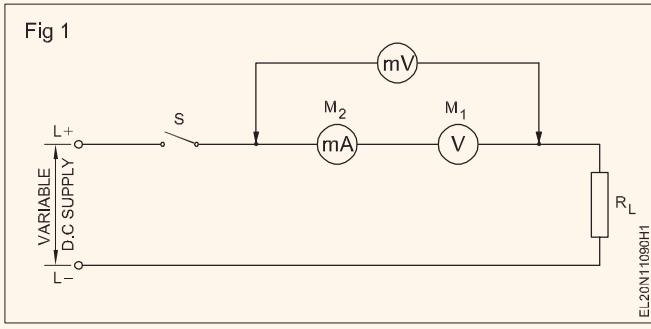 Fig 1
mV
S
M2
M1
L+
mA
V
VARIABLE
D.C SUPPLY
RL
L–
EL20N11090H1